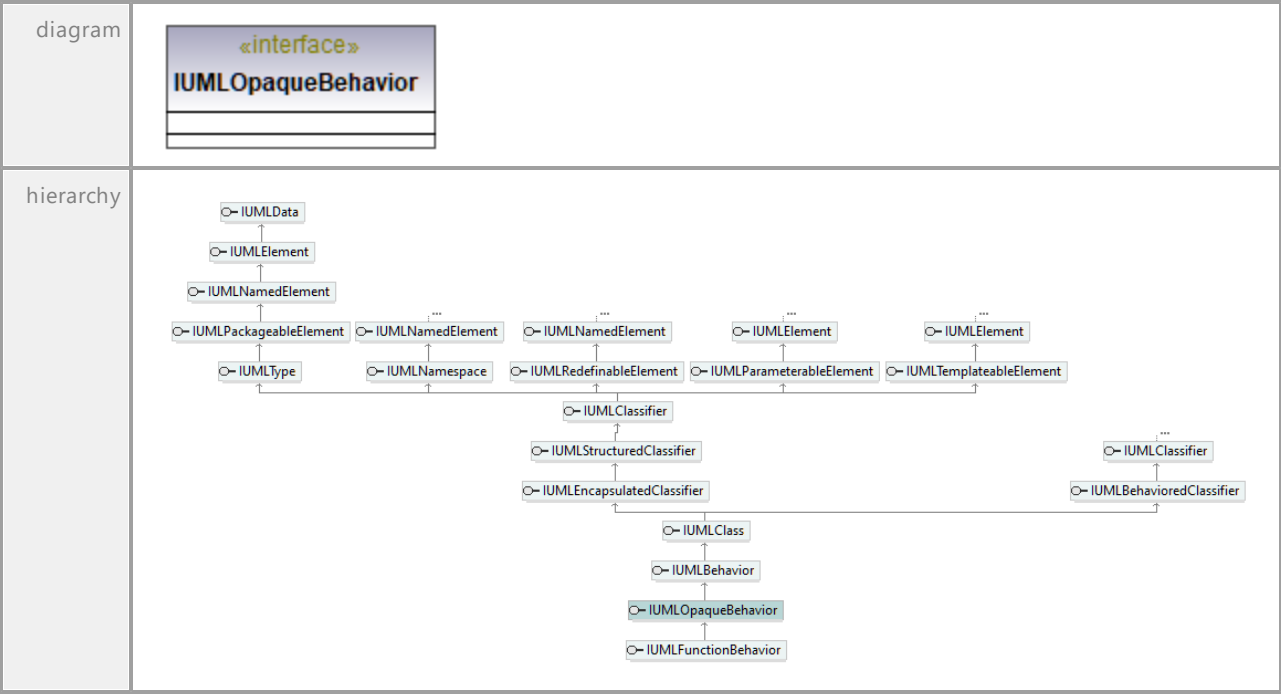 diagram
«interface»
IUMLOpaqueBehavior
hierarchy
IUMLData
IUMLElement
IUMLNamedElement
... ... ... ...
IUMLPackageableElement IUMLNamedElement IUMLNamedElement IUMLElement IUMLElement
IUMLType IUMLNamespace IUMLRedefinableElement IUMLParameterableElement IUMLTemplateableElement
IUMLClassifier
...
IUMLStructuredClassifier IUMLClassifier
IUMLEncapsulatedClassifier IUMLBehavioredClassifier
IUMLClass
IUMLBehavior
IUMLOpaqueBehavior
IUMLFunctionBehavior